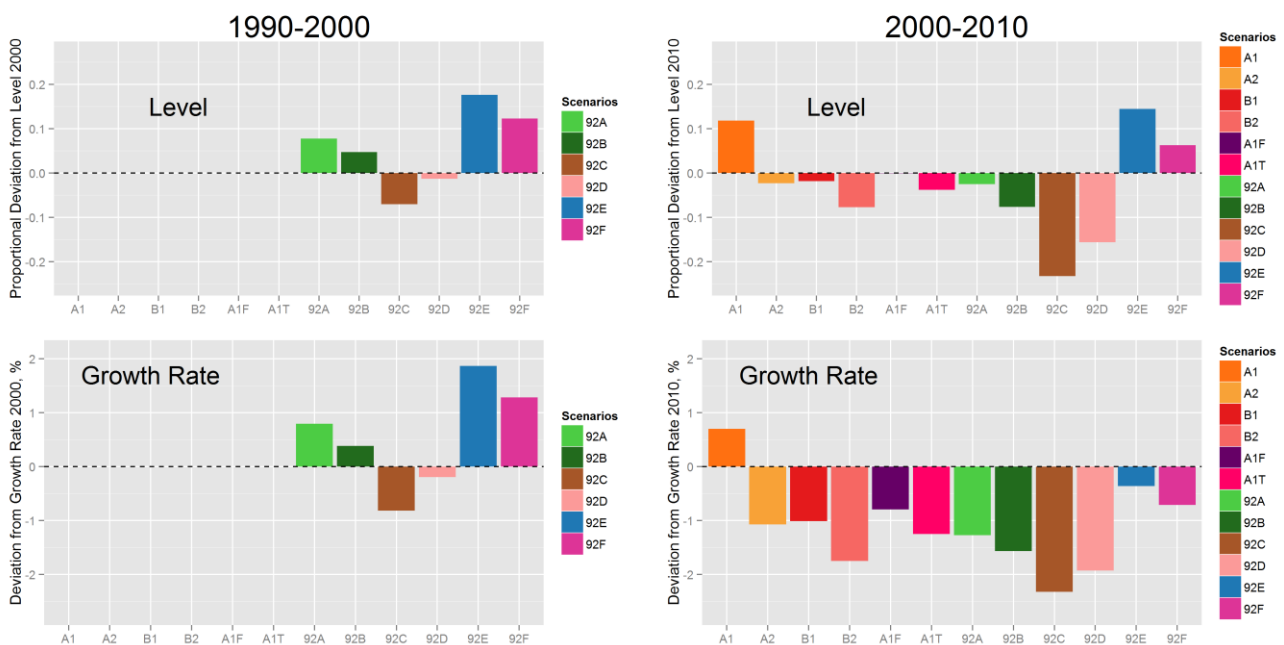 1990-2000
Proportional Deviation from Level 2000
0.2
0.1
0.0
-0.1
-0.2
Level
A1 A2 B1 B2 A1F A1T 92A 92B 92C 92D 92E 92F
Scenarios
92A
92B
92C
92D
92E
92F
2000-2010
Proportional Deviation from Level 2010
0.2
0.1
0.0
-0.1
-0.2
Level
A1 A2 B1 B2 A1F A1T 92A 92B 92C 92D 92E 92F
Scenarios
A1
A2
B1
B2
A1F
A1T
92A
92B
92C
92D
92E
92F
Deviation from Growth Rate 2000, %
2
1
0
-1
-2
Growth Rate
A1 A2 B1 B2 A1F A1T 92A 92B 92C 92D 92E 92F
Scenarios
92A
92B
92C
92D
92E
92F
Deviation from Growth Rate 2010, %
2
1
0
-1
-2
Growth Rate
A1 A2 B1 B2 A1F A1T 92A 92B 92C 92D 92E 92F
Scenarios
A1
A2
B1
B2
A1F
A1T
92A
92B
92C
92D
92E
92F